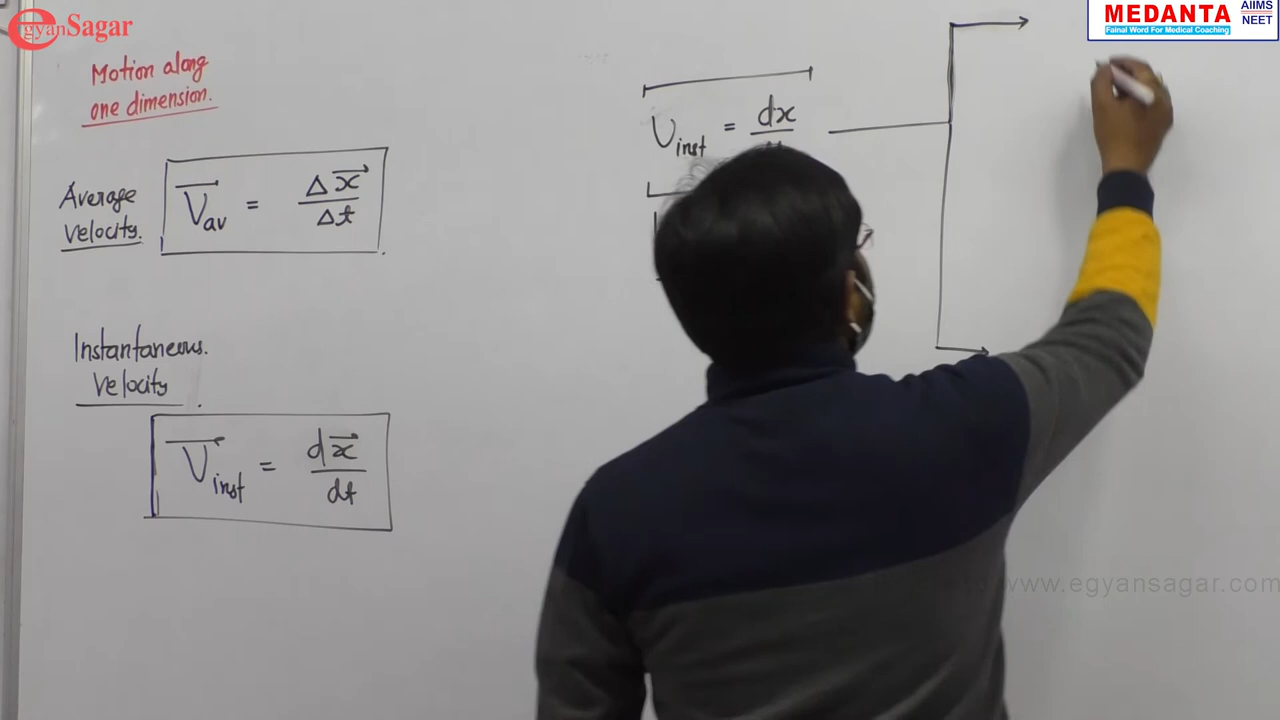 egyanSagar
MEDANTA
AIIMS
NEET
Fainal Word For Medical Coaching
Motion along
one dimension.
Average
Velocity.
V_av = Δx/Δt
Instantaneous.
Velocity
V_inst = dx/dt
V_inst = dx
www.egyansagar.com